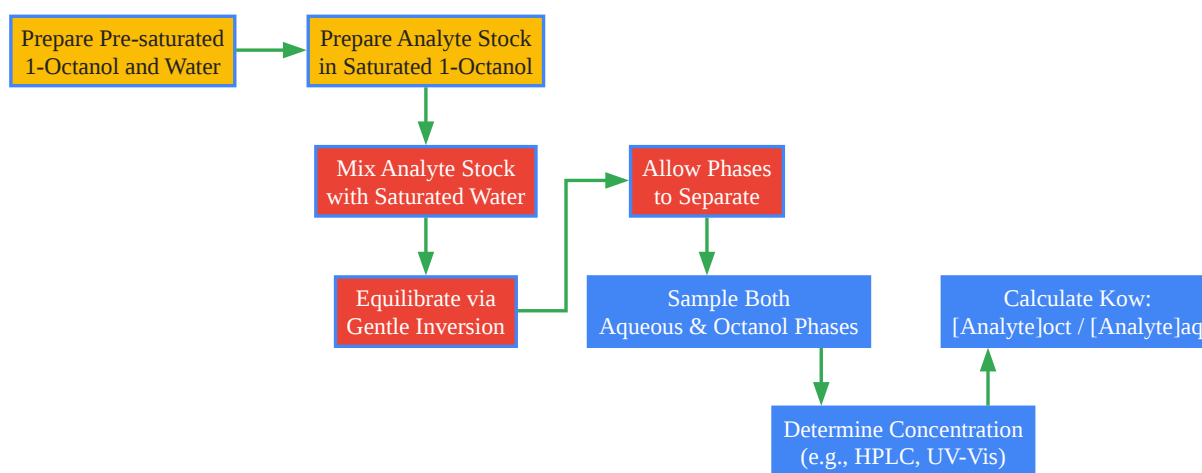 Prepare Pre-saturated
1-Octanol and Water
Prepare Analyte Stock
in Saturated 1-Octanol
Mix Analyte Stock
with Saturated Water
Equilibrate via
Gentle Inversion
Allow Phases
to Separate
Sample Both
Aqueous & Octanol Phases
Determine Concentration
(e.g., HPLC, UV-Vis)
Calculate Kow:
[Analyte]oct / [Analyte]aq